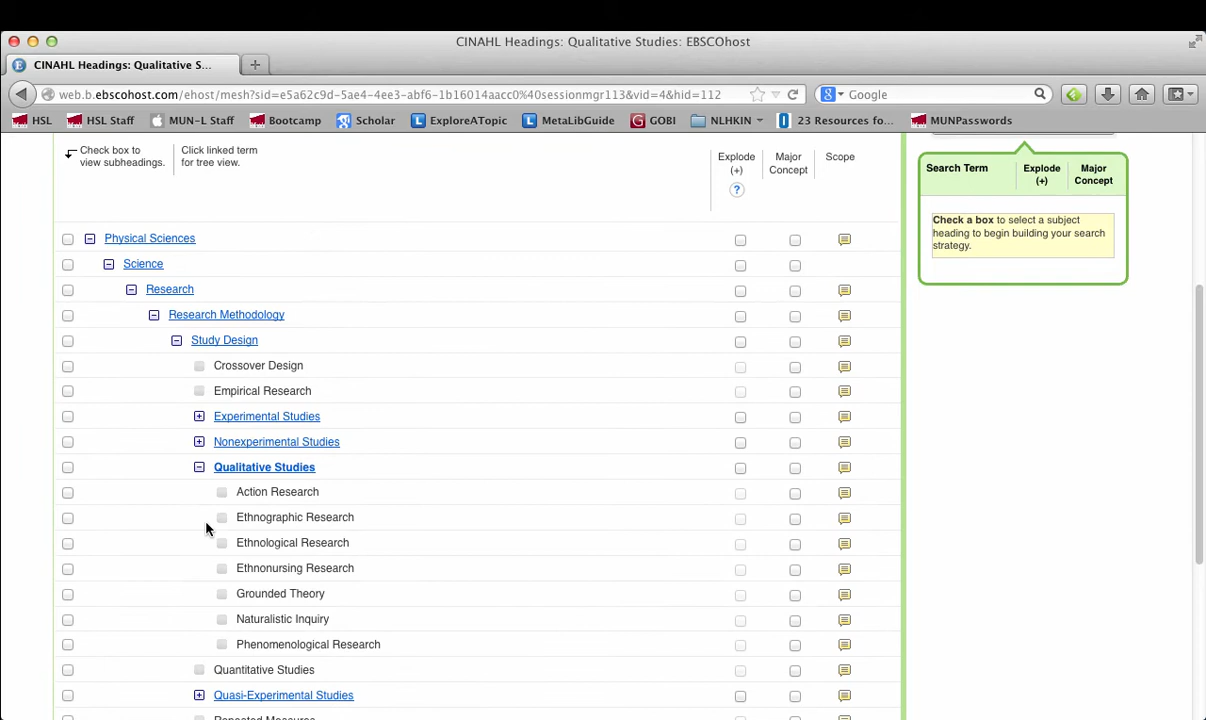 CINAHL Headings: Qualitative Studies: EBSCOhost
CINAHL Headings: Qualitative S...
web.b.ebscohost.com/ehost/mesh?sid=e5a62c9d-5ae4-4ee3-abf6-1b16014aacc0%40sessionmgr113&vid=4&hid=112
Google
HSL HSL Staff MUN-L Staff Bootcamp Scholar ExploreATopic MetaLibGuide GOBI NLHKIN 23 Resources fo... MUNPasswords
Check box to
view subheadings.
Click linked term
for tree view.
Explode
(+)
?
Major
Concept
Scope
Search Term
Explode
(+)
Major
Concept
Check a box to select a subject
heading to begin building your search
strategy.
Physical Sciences
Science
Research
Research Methodology
Study Design
Crossover Design
Empirical Research
Experimental Studies
Nonexperimental Studies
Qualitative Studies
Action Research
Ethnographic Research
Ethnological Research
Ethnonursing Research
Grounded Theory
Naturalistic Inquiry
Phenomenological Research
Quantitative Studies
Quasi-Experimental Studies
Repeated Measures